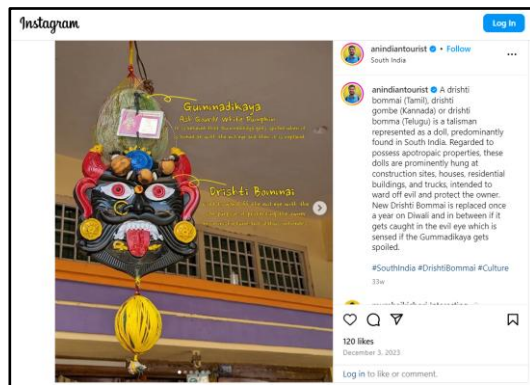 Instagram
Log In
Gummadikaya
Ash Gourd/ White Pumpkin
Drishti Bommai
anindiantourist • Follow
South India
anindiantourist A drishti
bommai (Tamil), drishti
gombe (Kannada) or drishti
bomma (Telugu) is a talisman
represented as a doll, predominantly
found in South India. Regarded to
possess apotropaic properties, these
dolls are prominently hung at
construction sites, houses, residential
buildings, and trucks, intended to
ward off evil and protect the owner.
New Drishti Bommai is replaced once
a year on Diwali and in between if it
gets caught in the evil eye which is
sensed if the Gummadikaya gets
spoiled.
#SouthIndia #DrishtiBommai #Culture
33w
120 likes
December 3, 2023
Log in to like or comment.